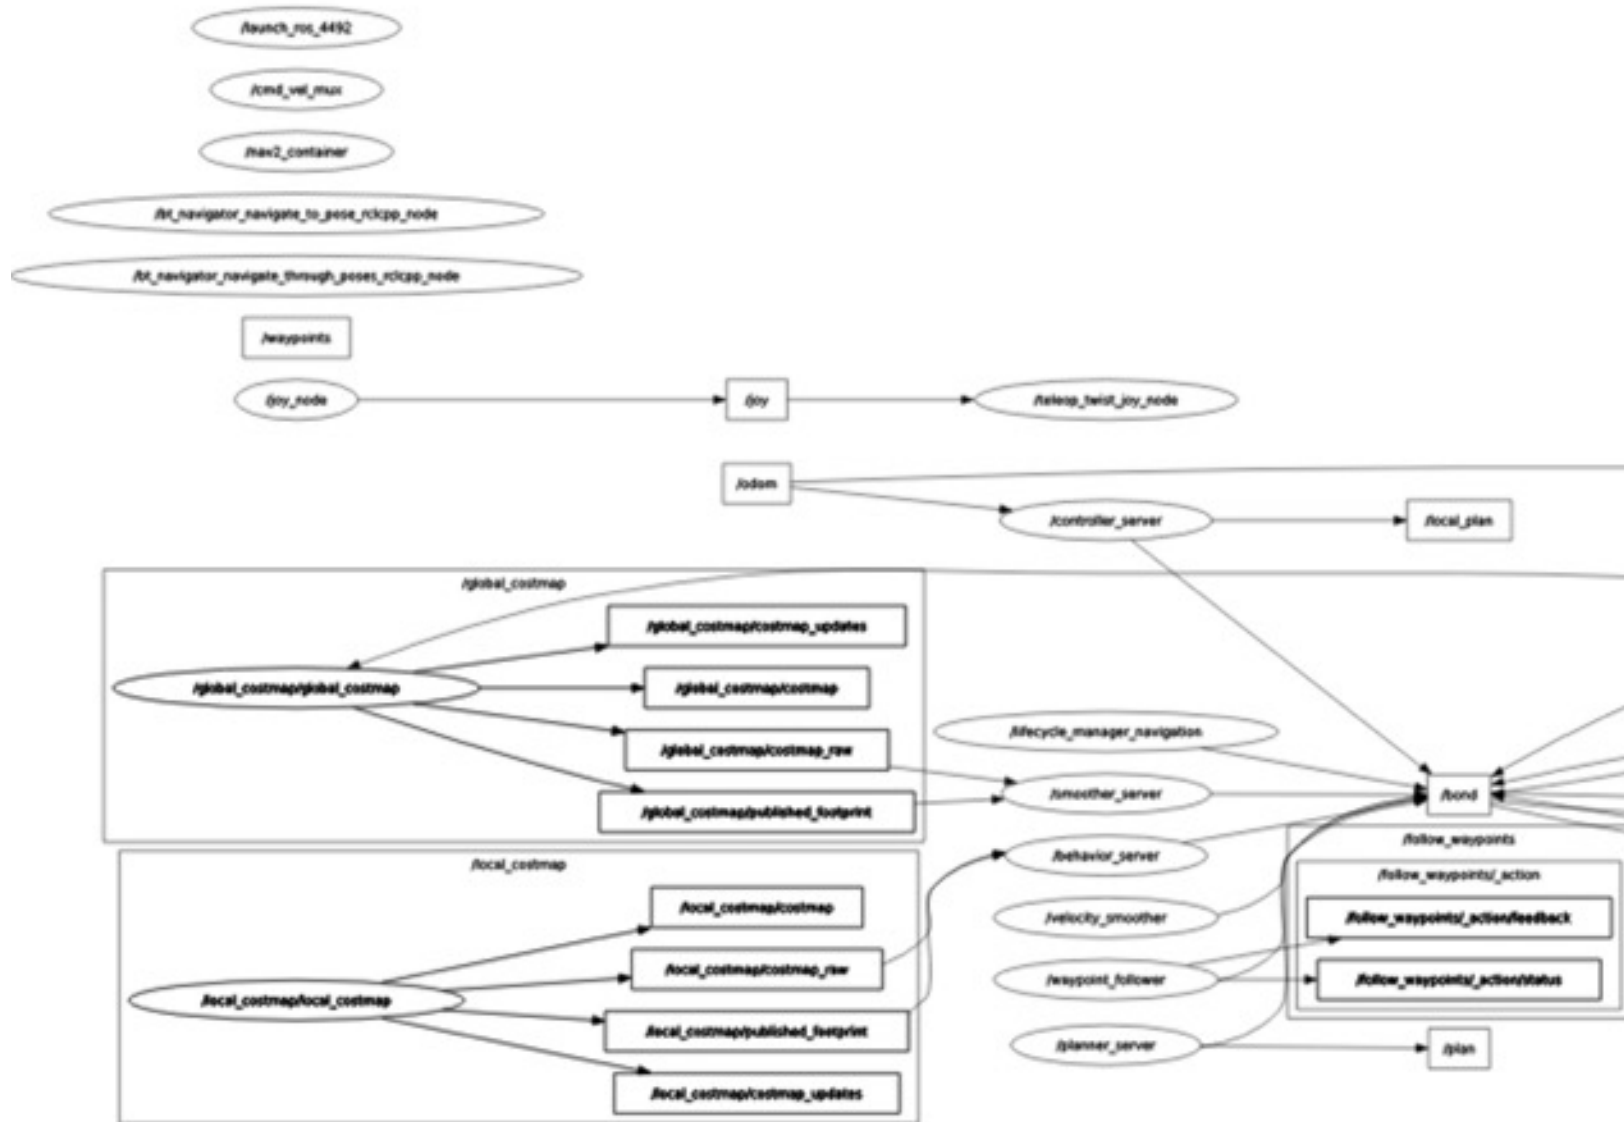 /launch_ros_4492
/cmd_vel_mux
/nav2_container
/bt_navigator_navigate_to_pose_rclcpp_node
/bt_navigator_navigate_through_poses_rclcpp_node
/waypoints
/joy_node
/joy
/teleop_twist_joy_node
/odom
/controller_server
/local_plan
/global_costmap
/global_costmap/costmap_updates
/global_costmap/global_costmap
/global_costmap/costmap
/global_costmap/costmap_raw
/global_costmap/published_footprint
/lifecycle_manager_navigation
/smoother_server
/bond
/behavior_server
/velocity_smoother
/waypoint_follower
/planner_server
/follow_waypoints
/follow_waypoints/_action
/follow_waypoints/_action/feedback
/follow_waypoints/_action/status
/plan
/local_costmap
/local_costmap/costmap
/local_costmap/costmap_raw
/local_costmap/local_costmap
/local_costmap/published_footprint
/local_costmap/costmap_updates